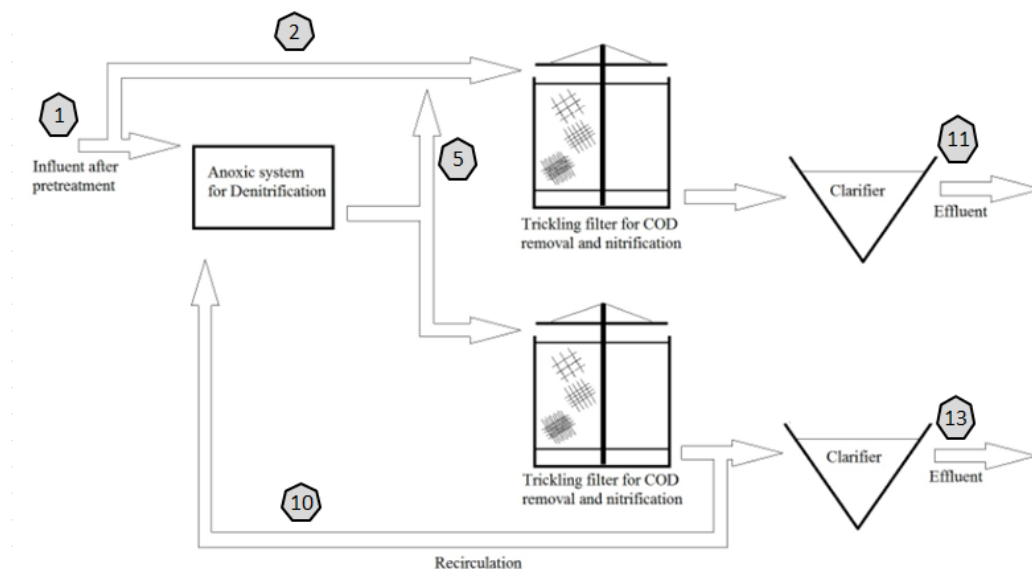 2
1
Influent after
pretreatment
Anoxic system
for Denitrification
5
Trickling filter for COD
removal and nitrification
Clarifier
11
Effluent
10
Recirculation
Trickling filter for COD
removal and nitrification
Clarifier
13
Effluent